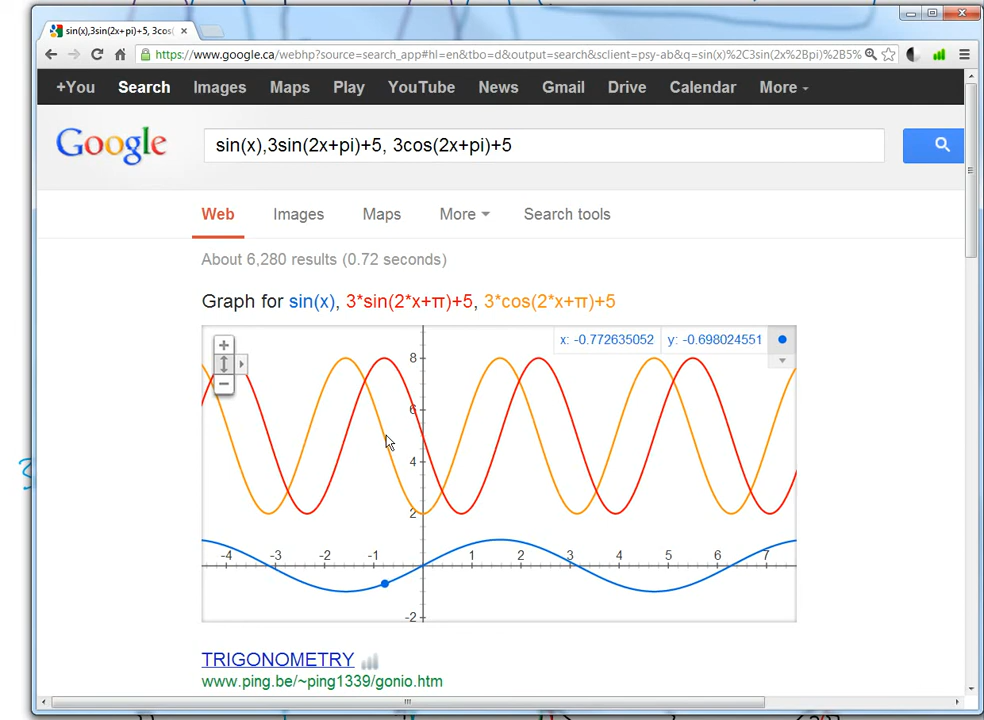 sin(x),3sin(2x+pi)+5, 3cos(
https://www.google.ca/webhp?source=search_app#hl=en&tbo=d&output=search&sclient=psy-ab&q=sin(x)%2C3sin(2x%2Bpi)%2B5%
+You Search Images Maps Play YouTube News Gmail Drive Calendar More
Google
sin(x),3sin(2x+pi)+5, 3cos(2x+pi)+5
Web Images Maps More Search tools
About 6,280 results (0.72 seconds)
Graph for sin(x), 3*sin(2*x+π)+5, 3*cos(2*x+π)+5
x: -0.772635052 y: -0.698024551
8
6
4
2
-4 -3 -2 -1 1 2 3 4 5 6 7
-2
TRIGONOMETRY
www.ping.be/~ping1339/gonio.htm